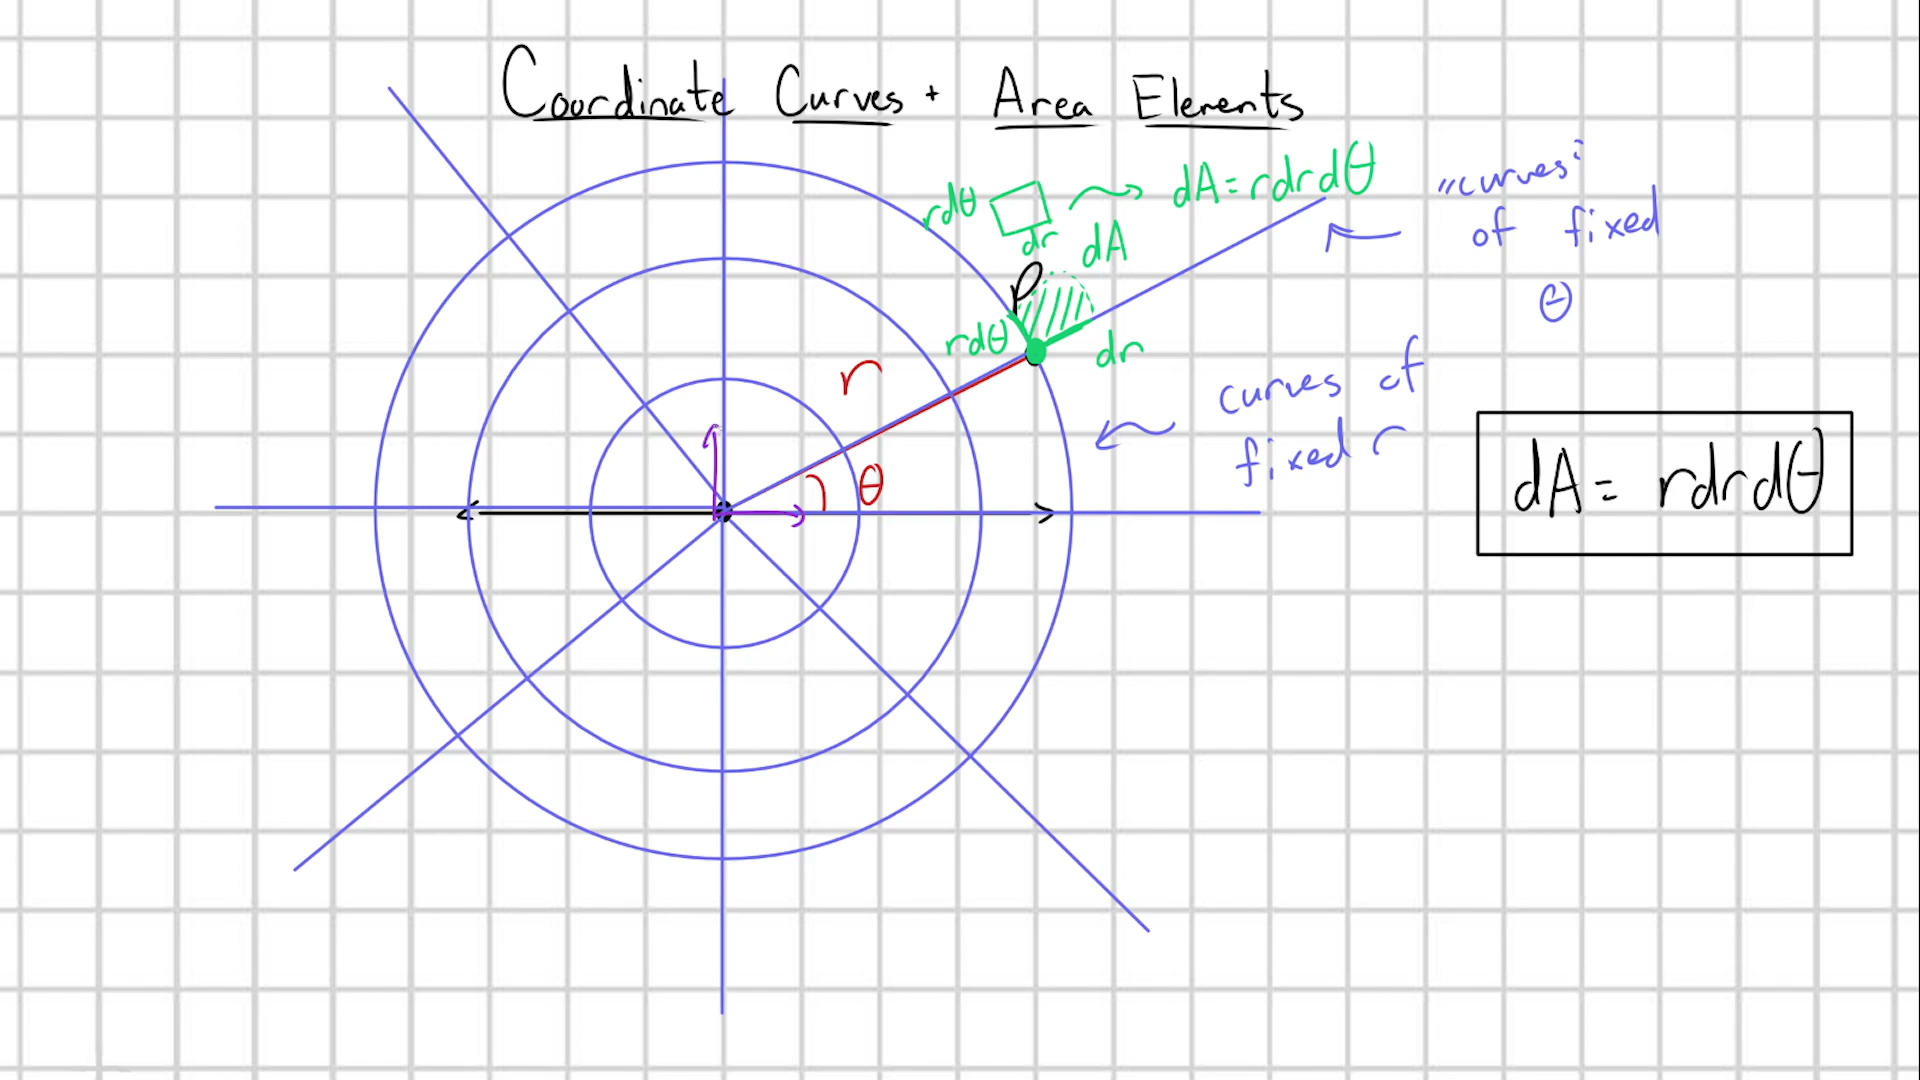 Coordinate Curves + Area Elements
rdθ
dr
dA = rdrdθ
dA
"curves"
of fixed
θ
P
rdθ
dr
r
θ
curves of
fixed r
dA = rdrdθ